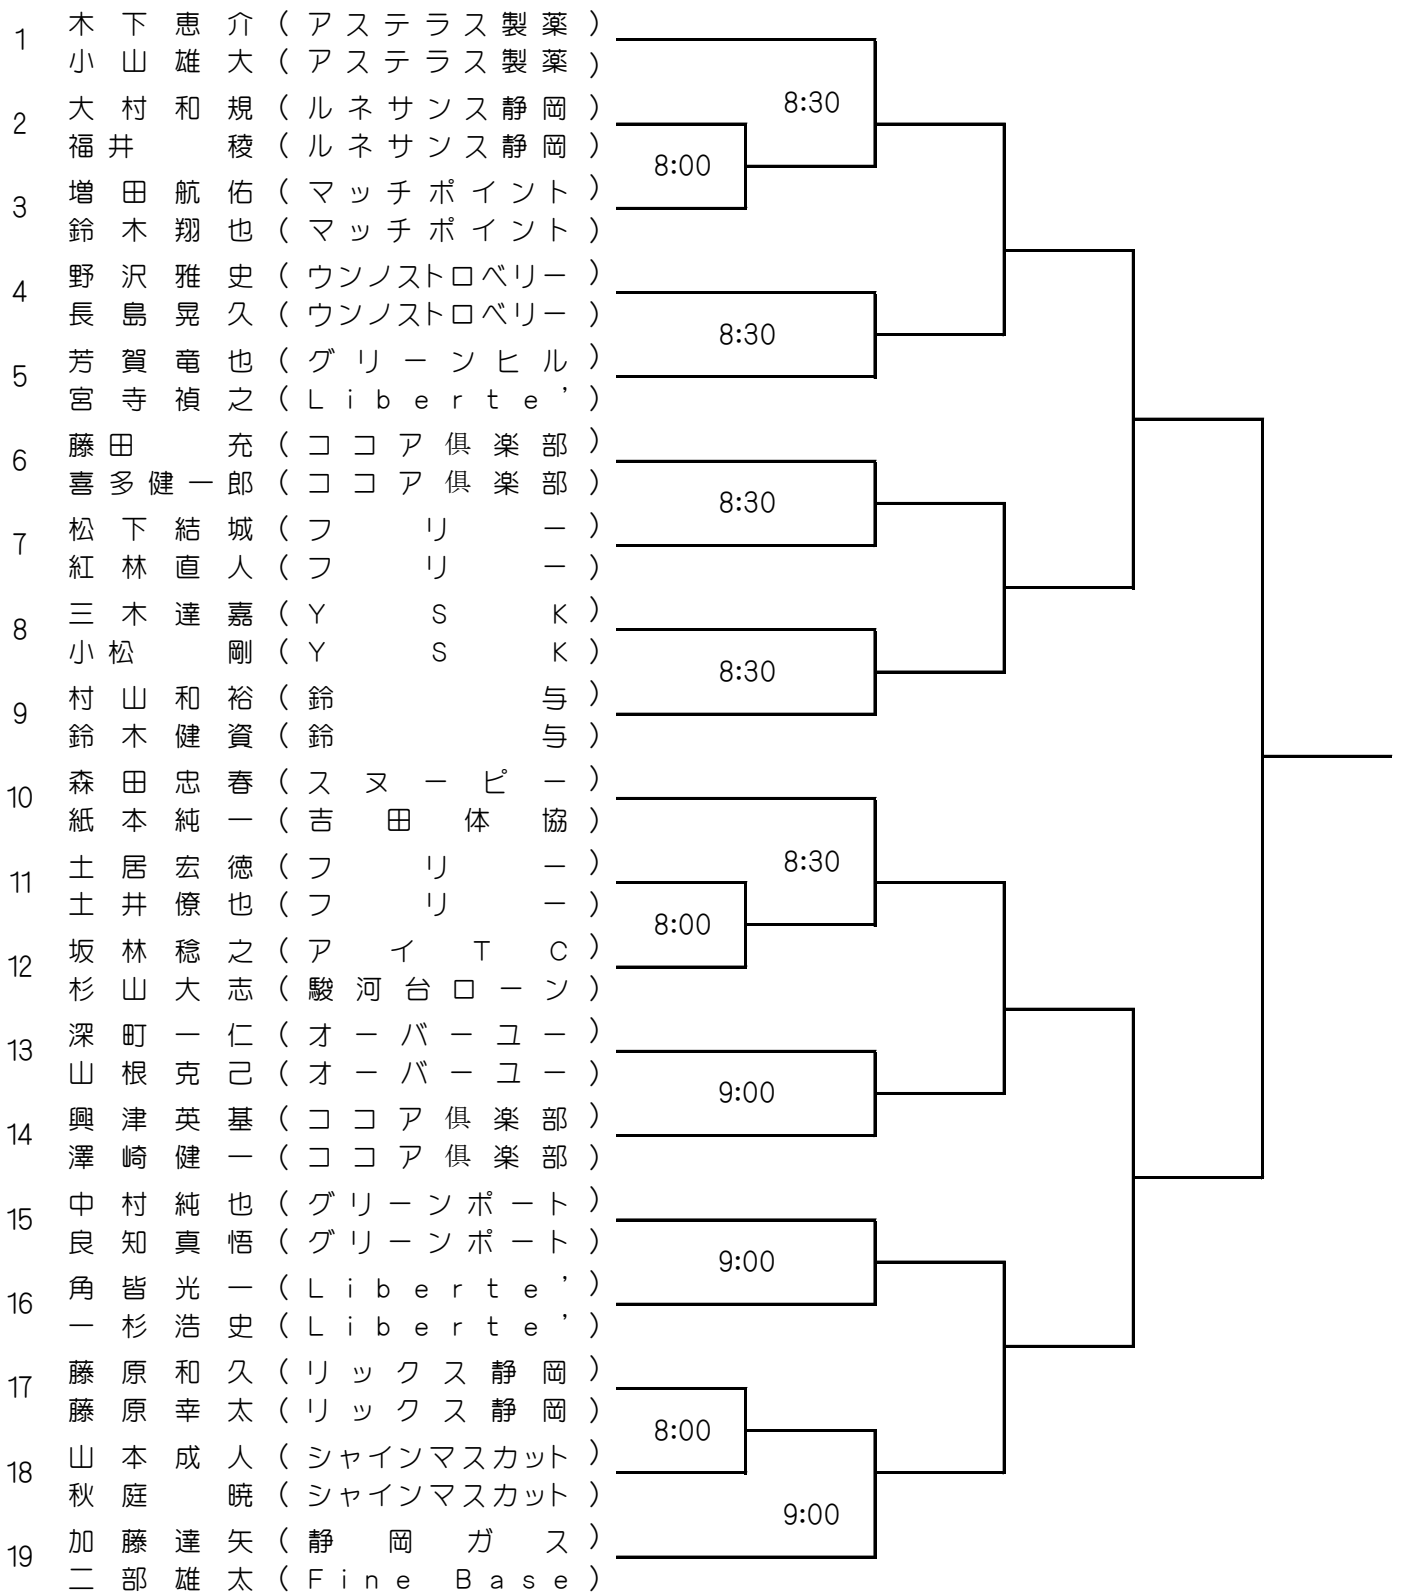 1 木下恵介(アステラス製薬)
小山雄大(アステラス製薬)
8:30
2 大村和規(ルネサンス静岡)
福井 稜(ルネサンス静岡)
8:00
3 増田航佑(マッチポイント)
鈴木翔也(マッチポイント)
4 野沢雅史(ウンノストロベリー)
長島晃久(ウンノストロベリー)
8:30
5 芳賀竜也(グリーンヒル)
宮寺禎之(Liberte')
6 藤田 充(ココア倶楽部)
喜多健一郎(ココア倶楽部)
8:30
7 松下結城(フリー)
紅林直人(フリー)
8 三木達嘉(YSK)
小松 剛(YSK)
8:30
9 村山和裕(鈴与)
鈴木健資(鈴与)
10 森田忠春(スヌーピー)
紙本純一(吉田体協)
8:30
11 土居宏徳(フリー)
土井僚也(フリー)
8:00
12 坂林稔之(アイTC)
杉山大志(駿河台ローン)
13 深町一仁(オーバーユー)
山根克己(オーバーユー)
9:00
14 興津英基(ココア倶楽部)
澤崎健一(ココア倶楽部)
15 中村純也(グリーンポート)
良知真悟(グリーンポート)
9:00
16 角皆光一(Liberte')
一杉浩史(Liberte')
17 藤原和久(リックス静岡)
藤原幸太(リックス静岡)
8:00
18 山本成人(シャインマスカット)
秋庭 暁(シャインマスカット)
9:00
19 加藤達矢(静岡ガス)
二部雄太(Fine Base)